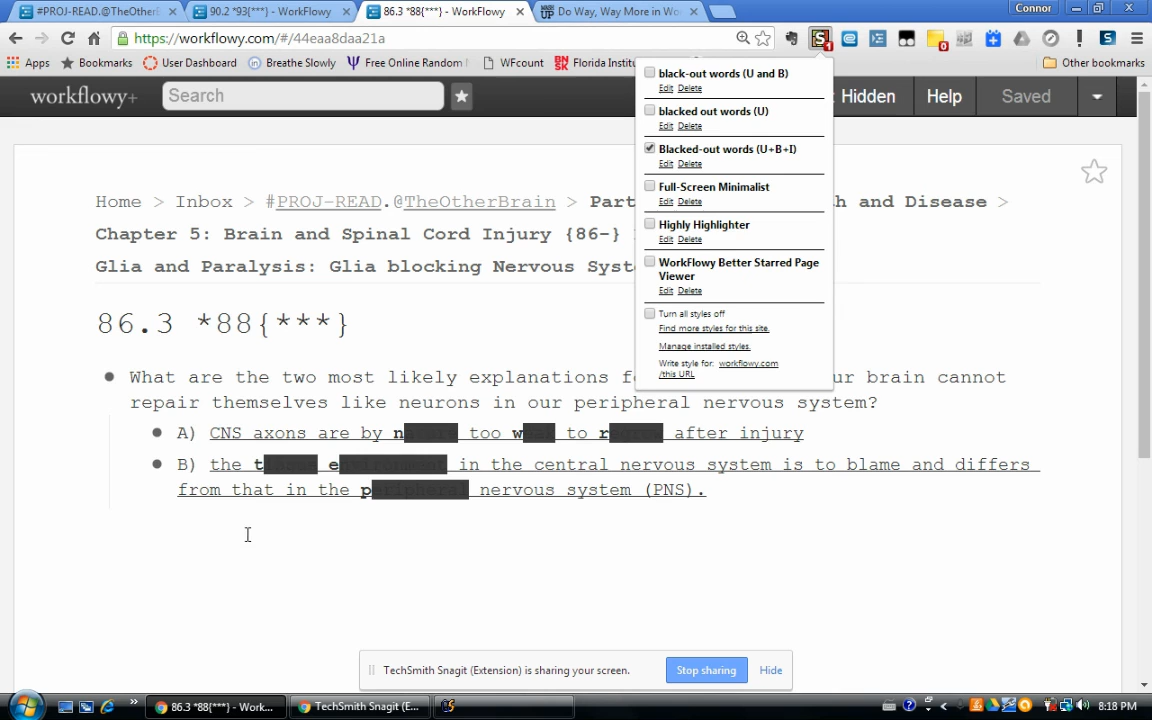 #PROJ-READ.@TheOtherE
90.2 *93{***} - WorkFlowy
86.3 *88{***} - WorkFlowy
Do Way, Way More in Wo
Connor
https://workflowy.com/#/44eaa8daa21a
Apps
Bookmarks
User Dashboard
Breathe Slowly
Free Online Random
WFcount
Florida Institu
Other bookmarks
workflowy+
Search
Hidden
Help
Saved
black-out words (U and B)
Edit Delete
blacked out words (U)
Edit Delete
Blacked-out words (U+B+I)
Edit Delete
Full-Screen Minimalist
Edit Delete
Highly Highlighter
Edit Delete
WorkFlowy Better Starred Page
Viewer
Edit Delete
Turn all styles off
Find more styles for this site.
Manage installed styles.
Write style for: workflowy.com
/this URL
Home > Inbox > #PROJ-READ.@TheOtherBrain > Part h and Disease >
Chapter 5: Brain and Spinal Cord Injury {86-}
Glia and Paralysis: Glia blocking Nervous Syst
86.3 *88{***}
What are the two most likely explanations f ur brain cannot
repair themselves like neurons in our peripheral nervous system?
A) CNS axons are by n too w to r after injury
B) the t e in the central nervous system is to blame and differs
from that in the p nervous system (PNS).
TechSmith Snagit (Extension) is sharing your screen.
Stop sharing
Hide
86.3 *88{***} - Work...
TechSmith Snagit (E...
8:18 PM